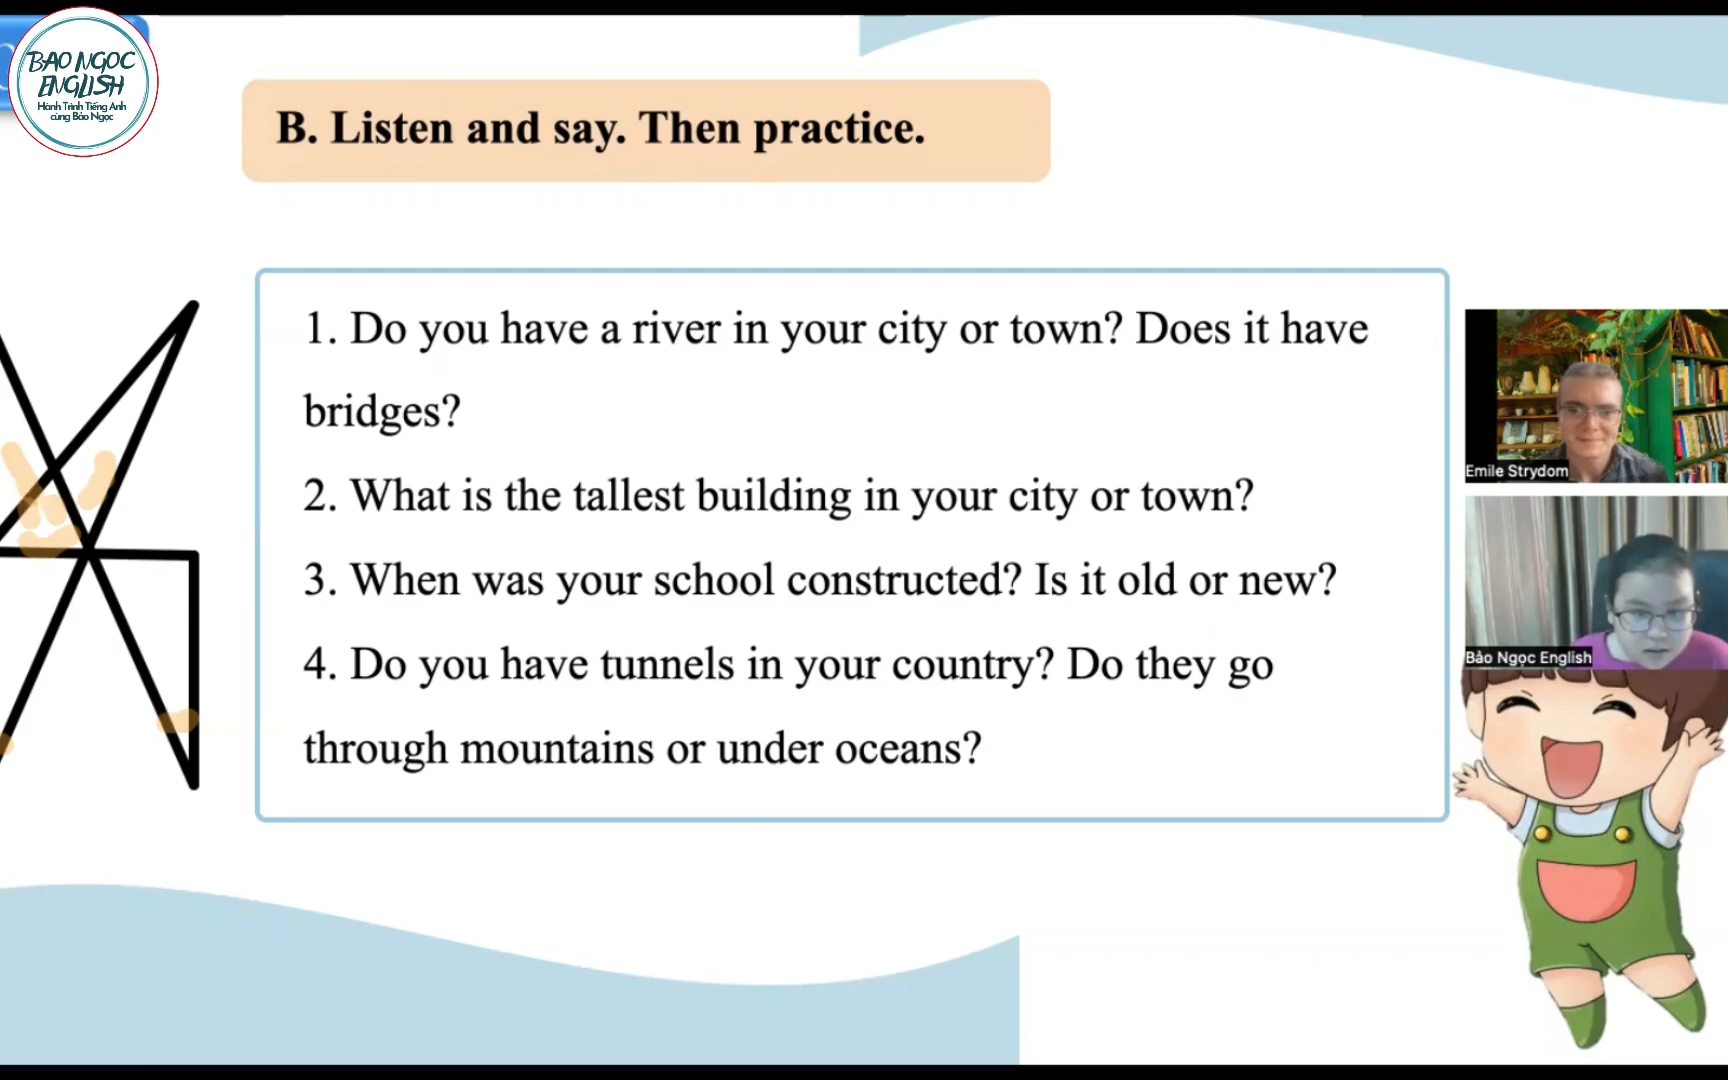 BAO NGOC
ENGLISH
Hành Trình Tiếng Anh
cùng Bảo Ngọc
B. Listen and say. Then practice.
1. Do you have a river in your city or town? Does it have
bridges?
2. What is the tallest building in your city or town?
3. When was your school constructed? Is it old or new?
4. Do you have tunnels in your country? Do they go
through mountains or under oceans?
Emile Strydom
Bảo Ngọc English